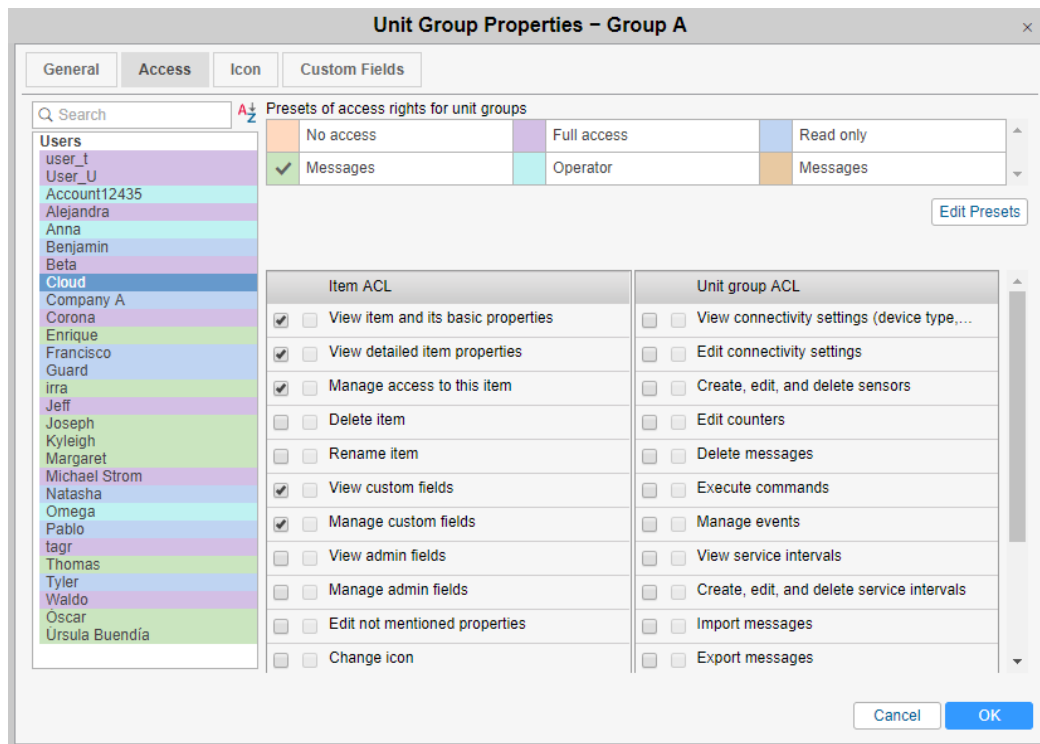 Unit Group Properties – Group A
General Access Icon Custom Fields
Search
Presets of access rights for unit groups
No access Full access Read only
Messages Operator Messages
Edit Presets
Users
user_t
User_U
Account12435
Alejandra
Anna
Benjamin
Beta
Cloud
Company A
Corona
Enrique
Francisco
Guard
irra
Jeff
Joseph
Kyleigh
Margaret
Michael Strom
Natasha
Omega
Pablo
tagr
Thomas
Tyler
Waldo
Óscar
Úrsula Buendía
Item ACL Unit group ACL
View item and its basic properties View connectivity settings (device type,...
View detailed item properties Edit connectivity settings
Manage access to this item Create, edit, and delete sensors
Delete item Edit counters
Rename item Delete messages
View custom fields Execute commands
Manage custom fields Manage events
View admin fields View service intervals
Manage admin fields Create, edit, and delete service intervals
Edit not mentioned properties Import messages
Change icon Export messages
Cancel OK